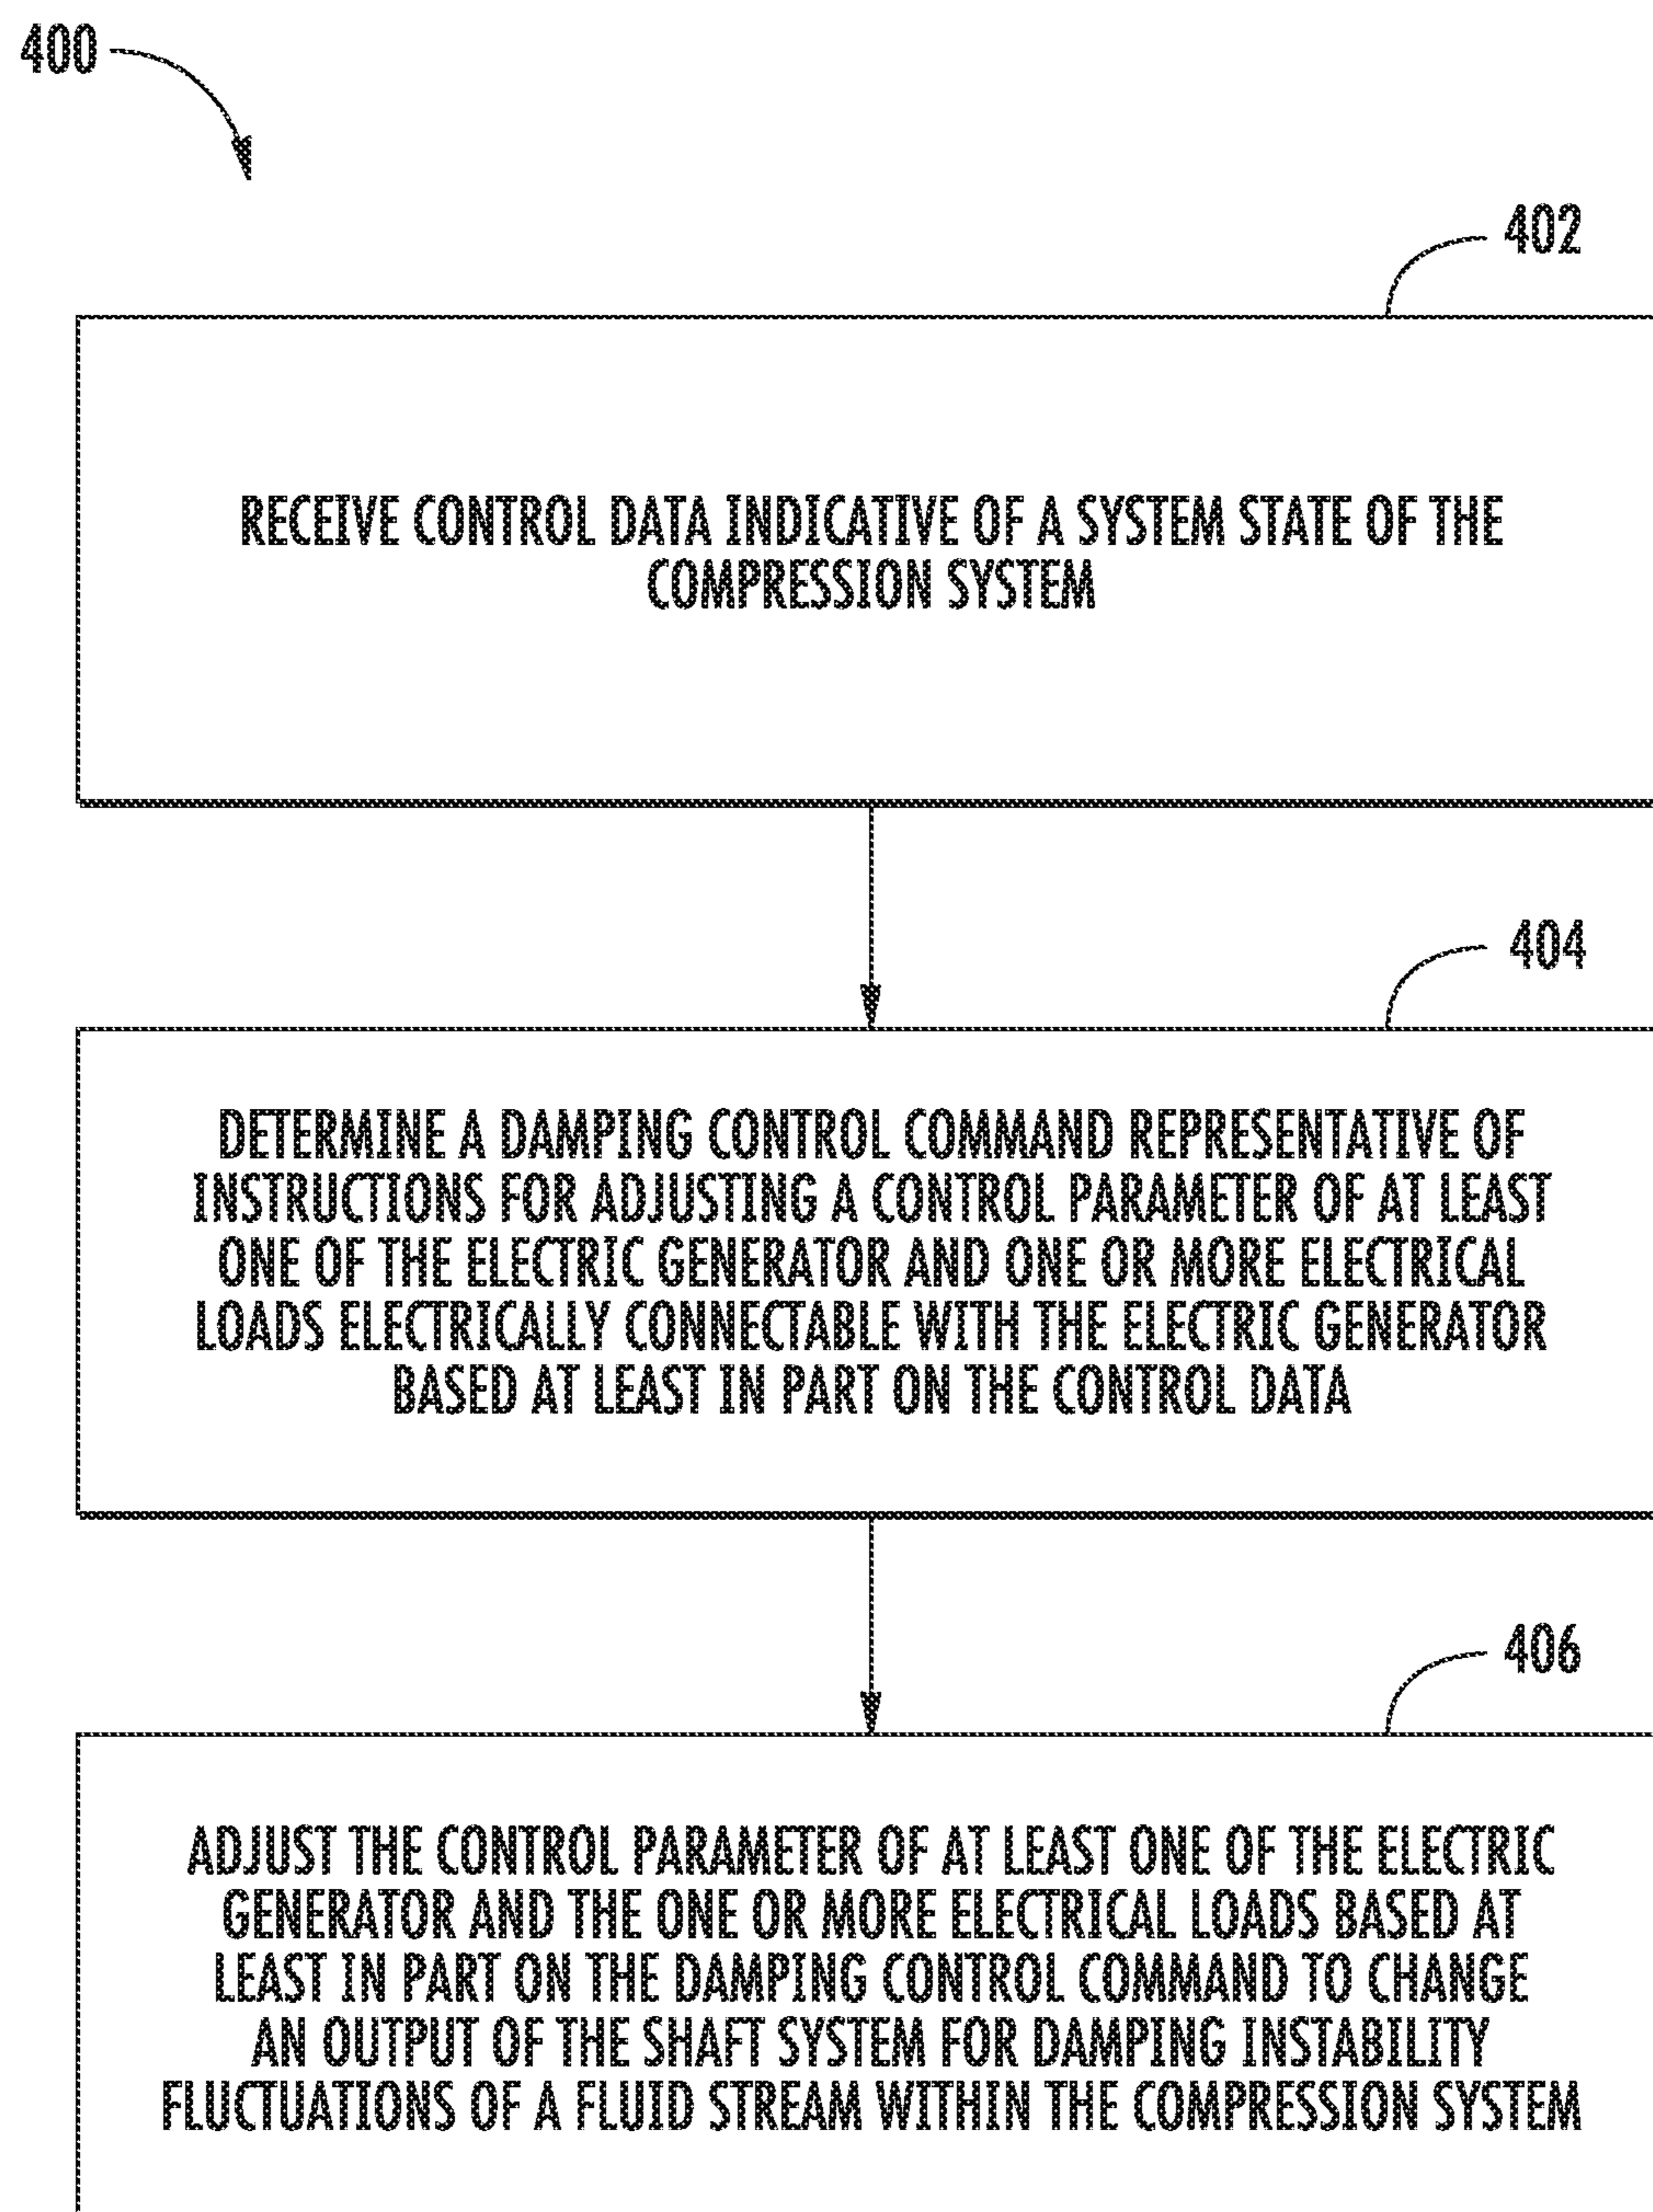 400
402
RECEIVE CONTROL DATA INDICATIVE OF A SYSTEM STATE OF THE
COMPRESSION SYSTEM
404
DETERMINE A DAMPING CONTROL COMMAND REPRESENTATIVE OF
INSTRUCTIONS FOR ADJUSTING A CONTROL PARAMETER OF AT LEAST
ONE OF THE ELECTRIC GENERATOR AND ONE OR MORE ELECTRICAL
LOADS ELECTRICALLY CONNECTABLE WITH THE ELECTRIC GENERATOR
BASED AT LEAST IN PART ON THE CONTROL DATA
406
ADJUST THE CONTROL PARAMETER OF AT LEAST ONE OF THE ELECTRIC
GENERATOR AND THE ONE OR MORE ELECTRICAL LOADS BASED AT
LEAST IN PART ON THE DAMPING CONTROL COMMAND TO CHANGE
AN OUTPUT OF THE SHAFT SYSTEM FOR DAMPING INSTABILITY
FLUCTUATIONS OF A FLUID STREAM WITHIN THE COMPRESSION SYSTEM